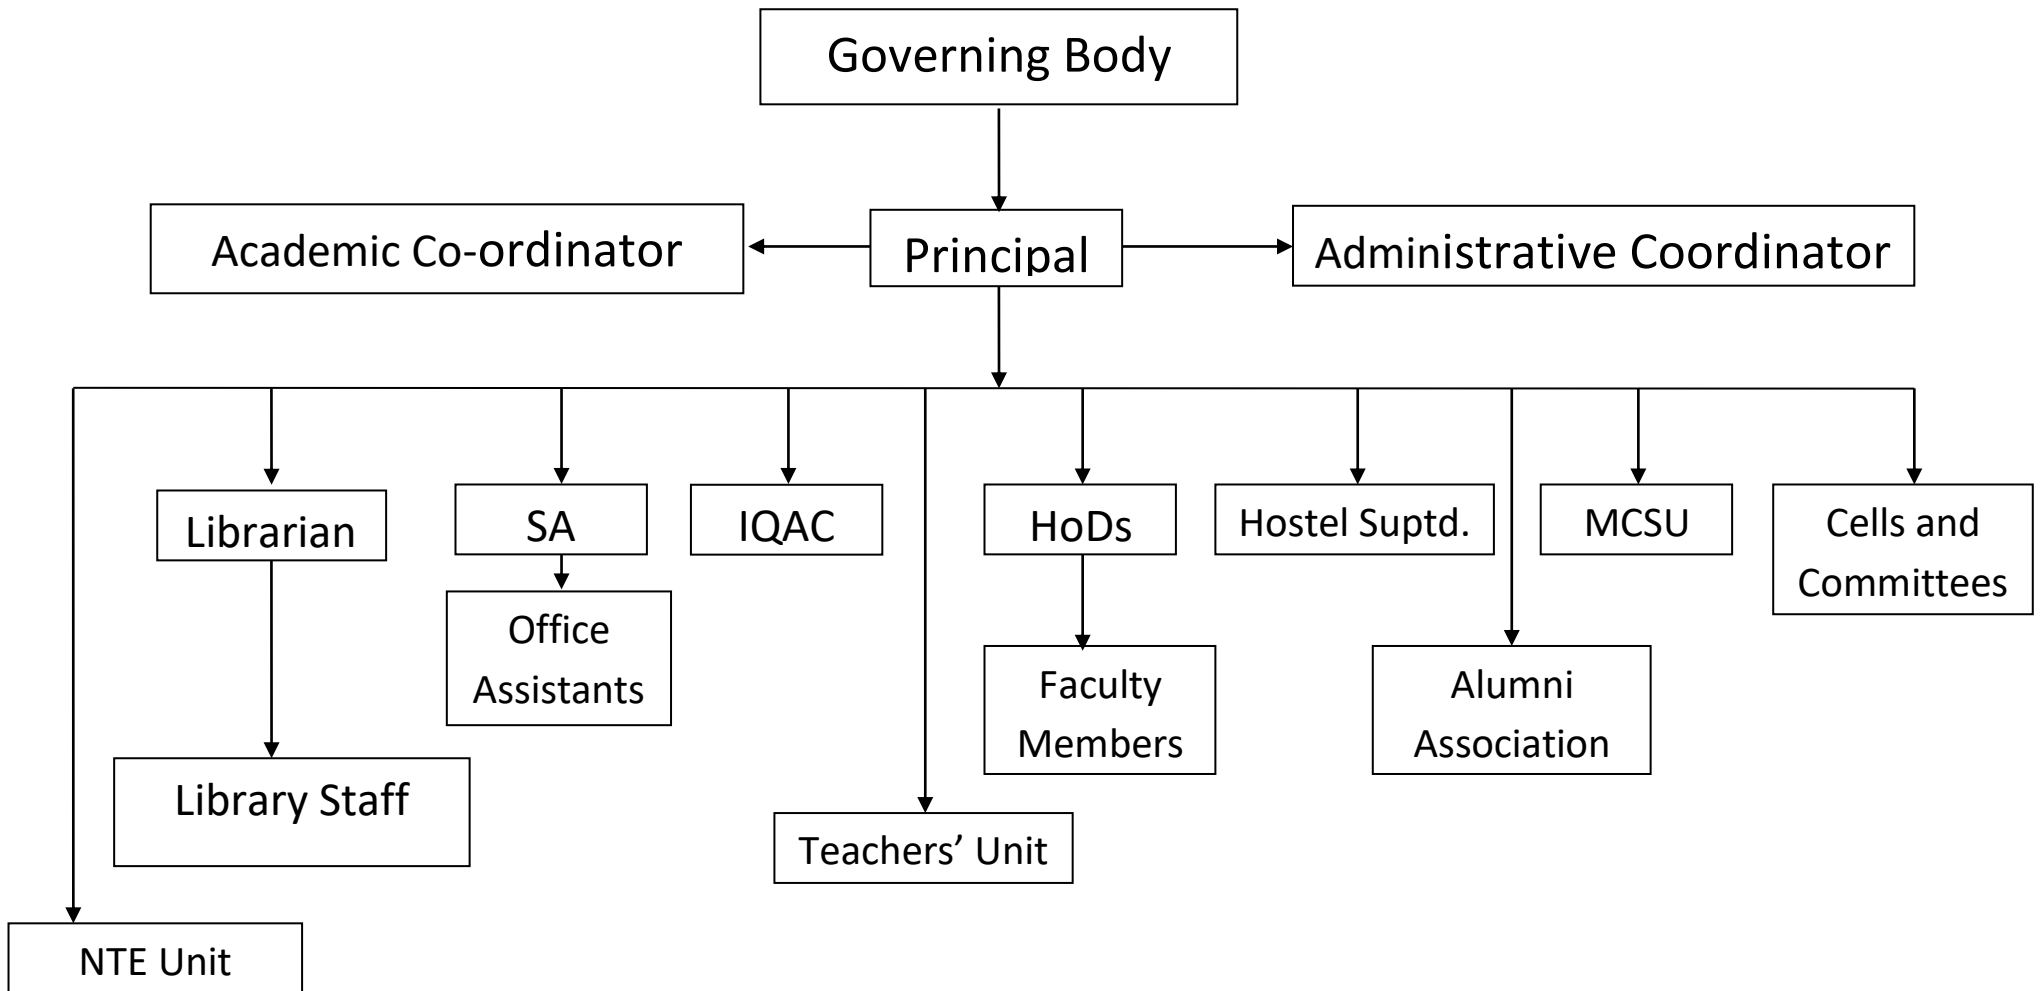 Governing Body
Academic Co-ordinator
Principal
Administrative Coordinator
Librarian
SA
IQAC
HoDs
Hostel Suptd.
MCSU
Cells and
Committees
Office
Assistants
Faculty
Members
Alumni
Association
Library Staff
Teachers’ Unit
NTE Unit